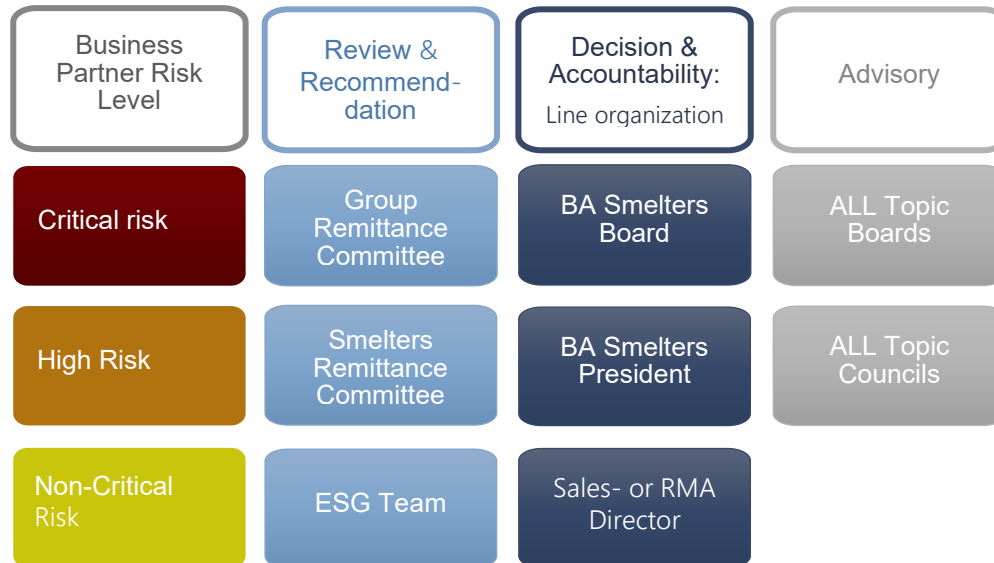 Business
Partner Risk
Level
Review &
Recommend-
dation
Decision &
Accountability:
Line organization
Advisory
Critical risk
Group
Remittance
Committee
BA Smelters
Board
ALL Topic
Boards
High Risk
Smelters
Remittance
Committee
BA Smelters
President
ALL Topic
Councils
Non-Critical
Risk
ESG Team
Sales- or RMA
Director